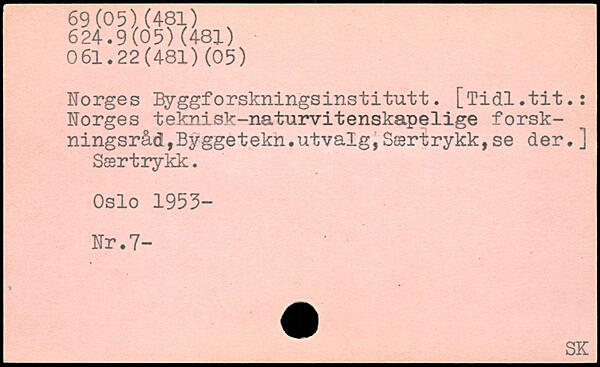 69(05)(481)
624.9(05)(481)
061.22(481)(05)
Norges Byggforskningsinstitutt. [Tidl.tit.:
Norges teknisk-naturvitenskapelige forsk-
ningsråd,Byggetekn.utvalg,Særtrykk,se der.]
Særtrykk.
Oslo 1953-
Nr.7-
SK